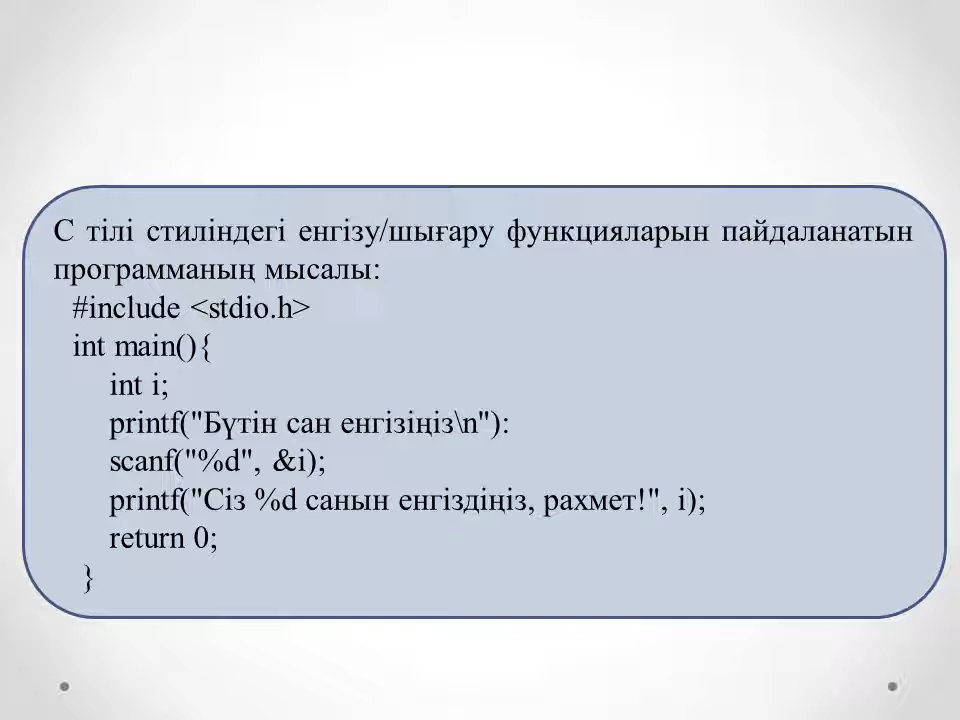 С тілі стиліндегі енгізу/шығару функцияларын пайдаланатын
программаның мысалы:
#include <stdio.h>
int main(){
int i;
printf("Бүтін сан енгізіңіз\n"):
scanf("%d", &i);
printf("Сіз %d санын енгіздіңіз, рахмет!", i);
return 0;
}